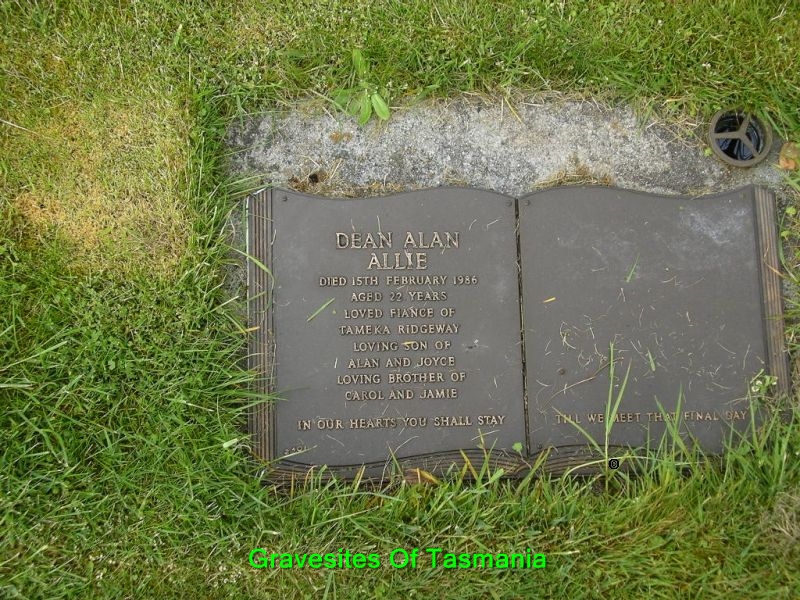 DEAN ALAN
ALLIE
DIED 15TH FEBRUARY 1986
AGED 22 YEARS
LOVED FIANCE OF
TAMEKA RIDGEWAY
LOVING SON OF
ALAN AND JOYCE
LOVING BROTHER OF
CAROL AND JAMIE
IN OUR HEARTS YOU SHALL STAY
TILL WE MEET THAT FINAL DAY
Gravesites Of Tasmania